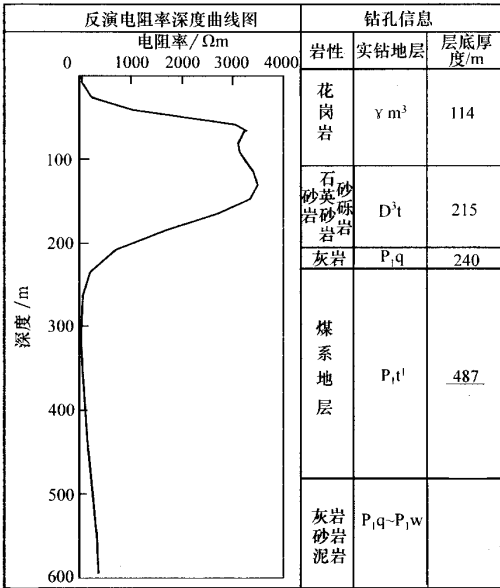 反演电阻率深度曲线图
钻孔信息
电阻率/Ωm
0 1000 2000 3000 4000
岩性 实钻地层 层底厚度/m
深度/m
100
200
300
400
500
600
花岗岩 γm³ 114
砂岩 石英砂岩 砂砾岩 D³t 215
灰岩 P₁q 240
煤系地层 P₁t¹ 487
灰岩 砂岩 泥岩 P₁q~P₁w